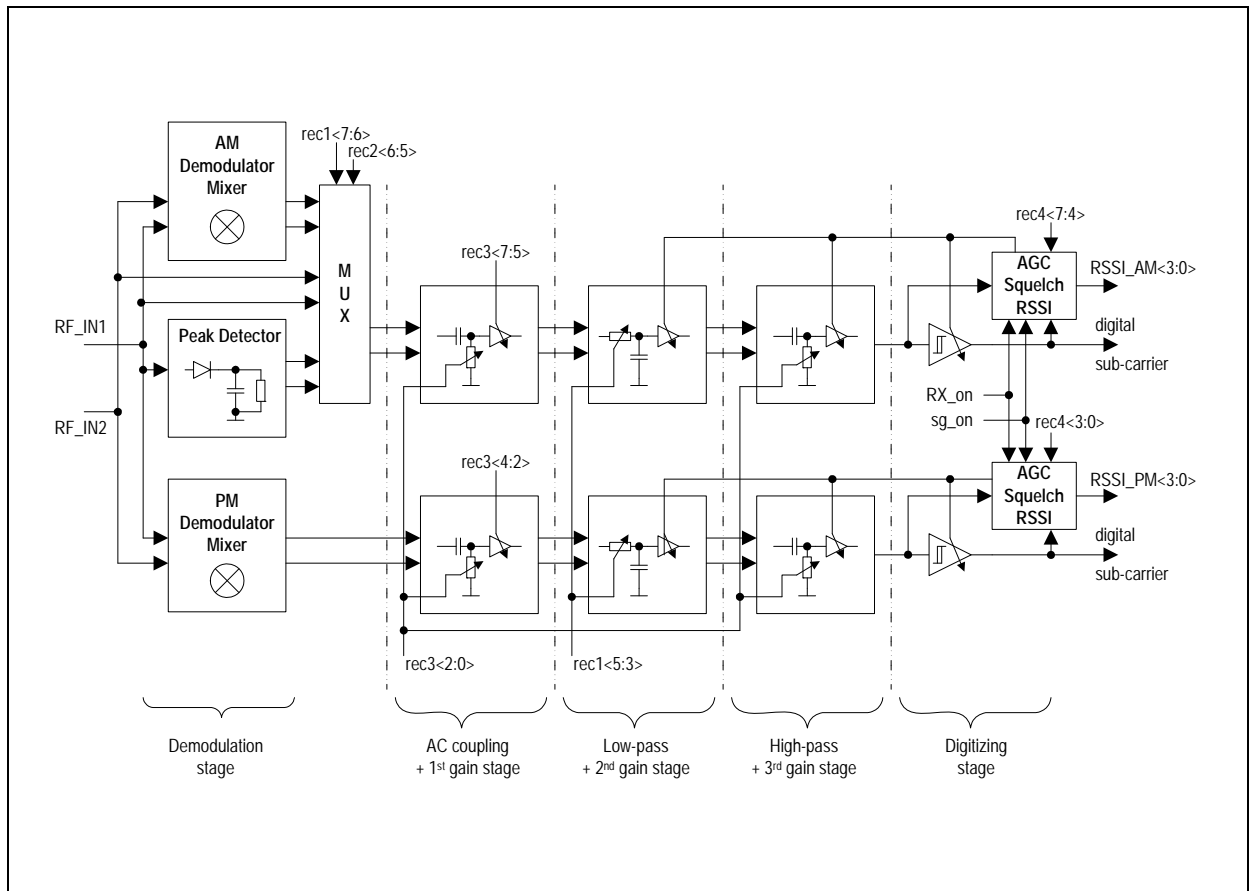 AM
Demodulator
Mixer
rec1<7:6>
rec2<6:5>
M
U
X
RF_IN1
Peak Detector
RF_IN2
PM
Demodulator
Mixer
rec3<7:5>
rec3<4:2>
rec3<2:0>
rec1<5:3>
rec4<7:4>
AGC
Squelch
RSSI
RSSI_AM<3:0>
digital
sub-carrier
RX_on
sg_on
rec4<3:0>
AGC
Squelch
RSSI
RSSI_PM<3:0>
digital
sub-carrier
Demodulation
stage
AC coupling
+ 1st gain stage
Low-pass
+ 2nd gain stage
High-pass
+ 3rd gain stage
Digitizing
stage